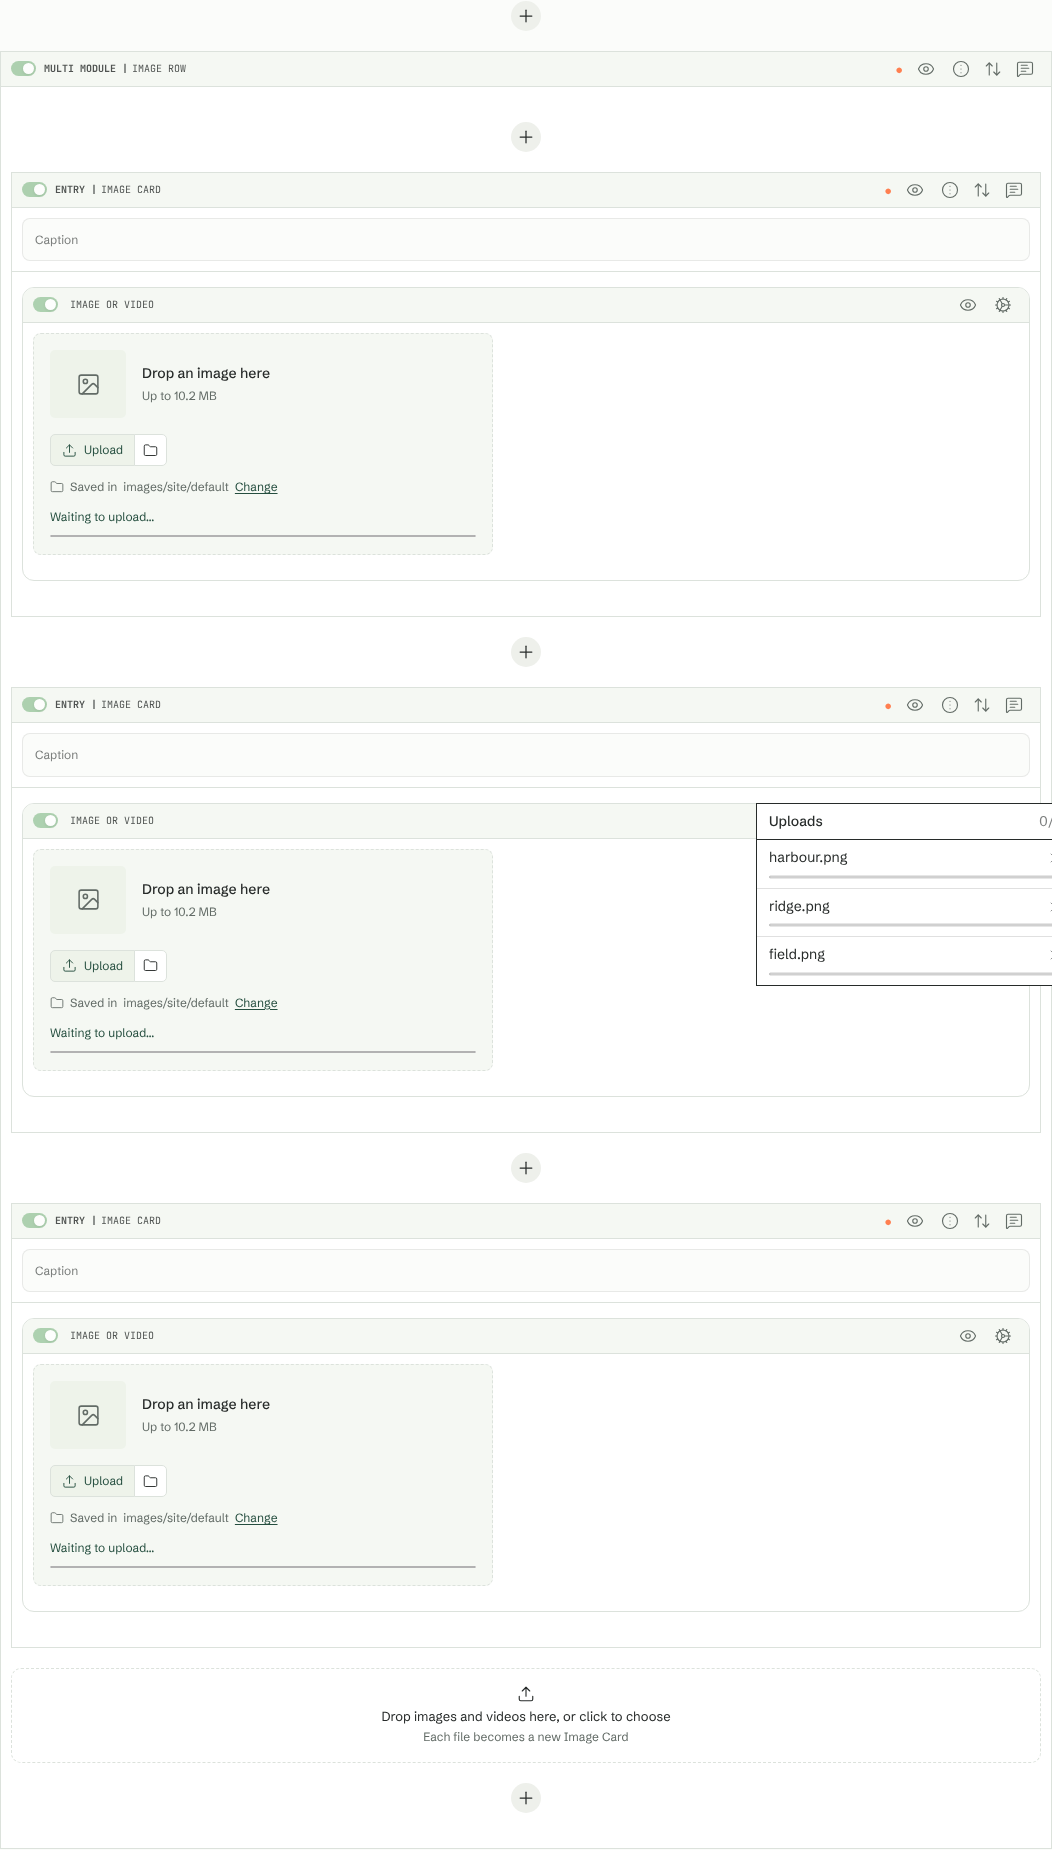 MULTI MODULE | IMAGE ROW
ENTRY | IMAGE CARD
Caption
IMAGE OR VIDEO
Drop an image here
Up to 10.2 MB
Upload
Saved in images/site/default Change
Waiting to upload...
ENTRY | IMAGE CARD
Caption
IMAGE OR VIDEO
Uploads 0/
harbour.png
ridge.png
field.png
Drop an image here
Up to 10.2 MB
Upload
Saved in images/site/default Change
Waiting to upload...
ENTRY | IMAGE CARD
Caption
IMAGE OR VIDEO
Drop an image here
Up to 10.2 MB
Upload
Saved in images/site/default Change
Waiting to upload...
Drop images and videos here, or click to choose
Each file becomes a new Image Card